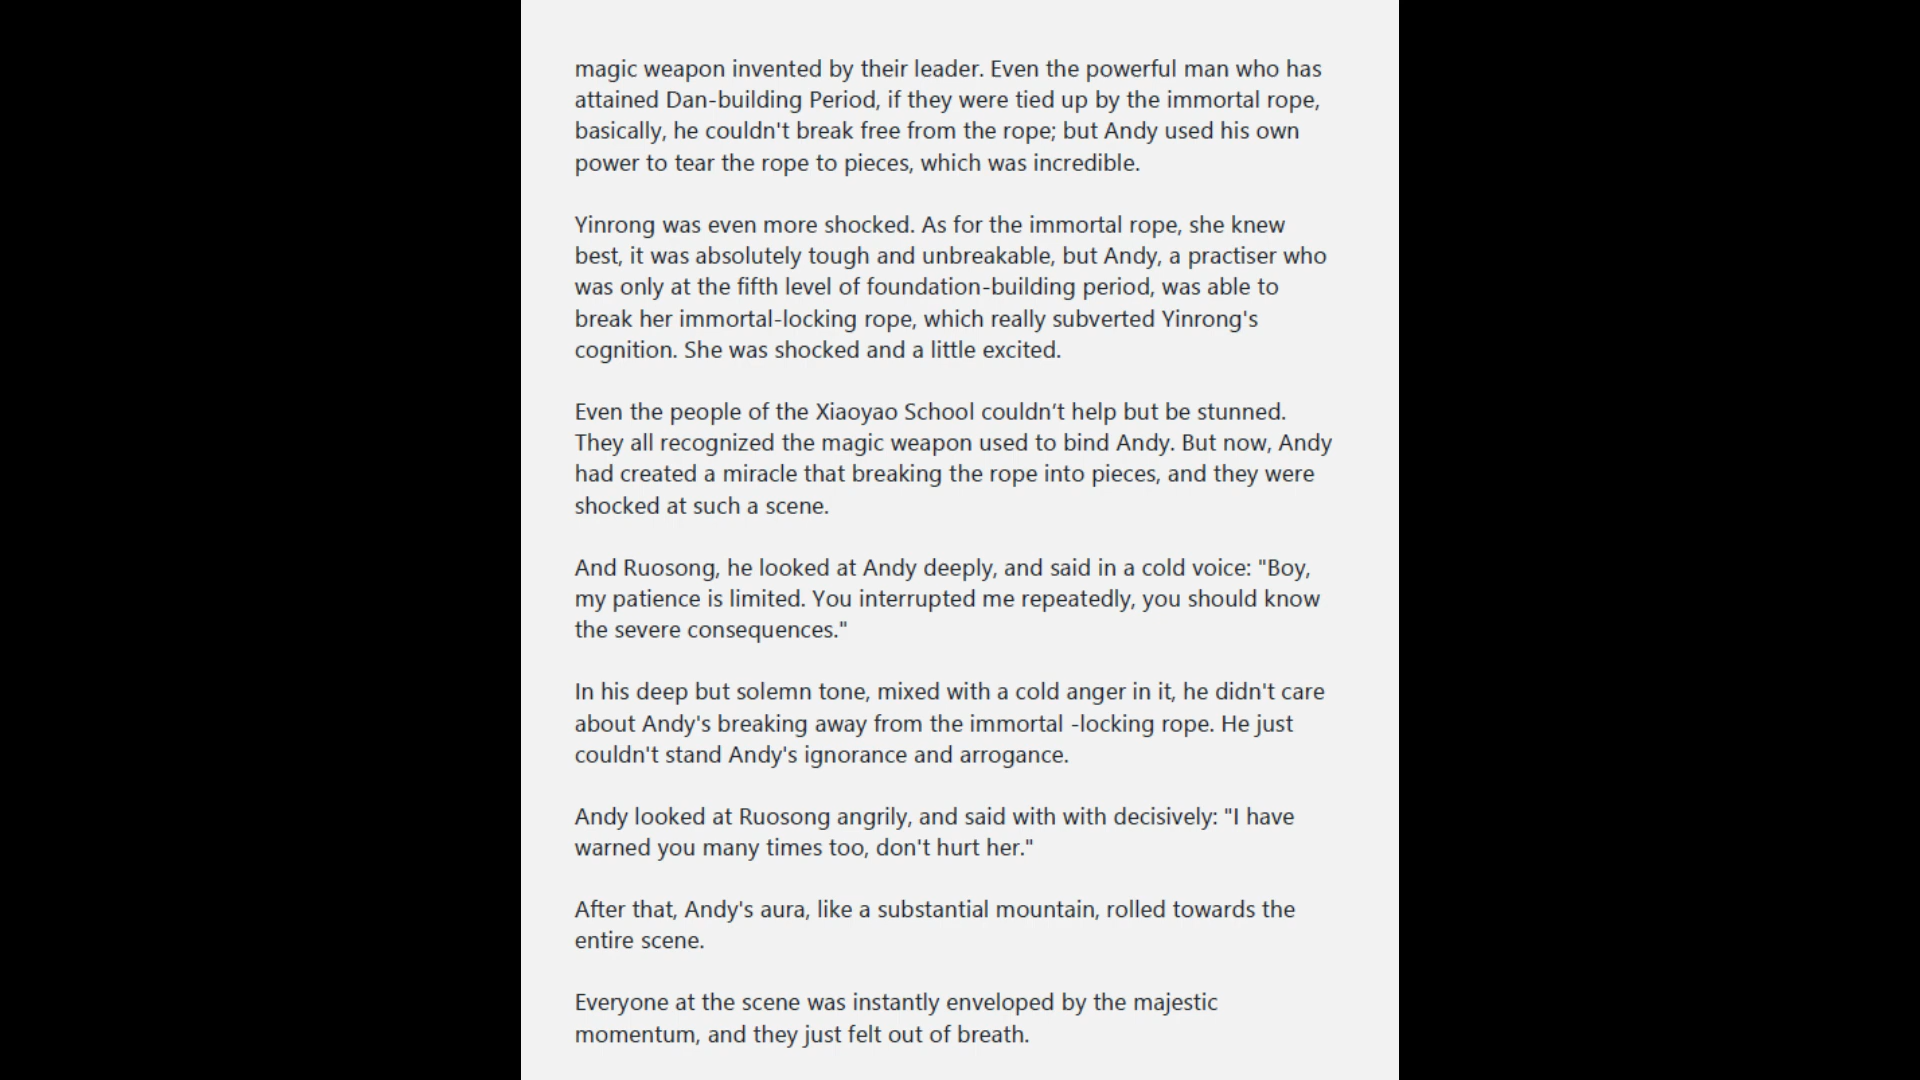 magic weapon invented by their leader. Even the powerful man who has
attained Dan-building Period, if they were tied up by the immortal rope,
basically, he couldn't break free from the rope; but Andy used his own
power to tear the rope to pieces, which was incredible.
Yinrong was even more shocked. As for the immortal rope, she knew
best, it was absolutely tough and unbreakable, but Andy, a practiser who
was only at the fifth level of foundation-building period, was able to
break her immortal-locking rope, which really subverted Yinrong's
cognition. She was shocked and a little excited.
Even the people of the Xiaoyao School couldn’t help but be stunned.
They all recognized the magic weapon used to bind Andy. But now, Andy
had created a miracle that breaking the rope into pieces, and they were
shocked at such a scene.
And Ruosong, he looked at Andy deeply, and said in a cold voice: "Boy,
my patience is limited. You interrupted me repeatedly, you should know
the severe consequences."
In his deep but solemn tone, mixed with a cold anger in it, he didn't care
about Andy's breaking away from the immortal -locking rope. He just
couldn't stand Andy's ignorance and arrogance.
Andy looked at Ruosong angrily, and said with with decisively: "I have
warned you many times too, don't hurt her."
After that, Andy's aura, like a substantial mountain, rolled towards the
entire scene.
Everyone at the scene was instantly enveloped by the majestic
momentum, and they just felt out of breath.